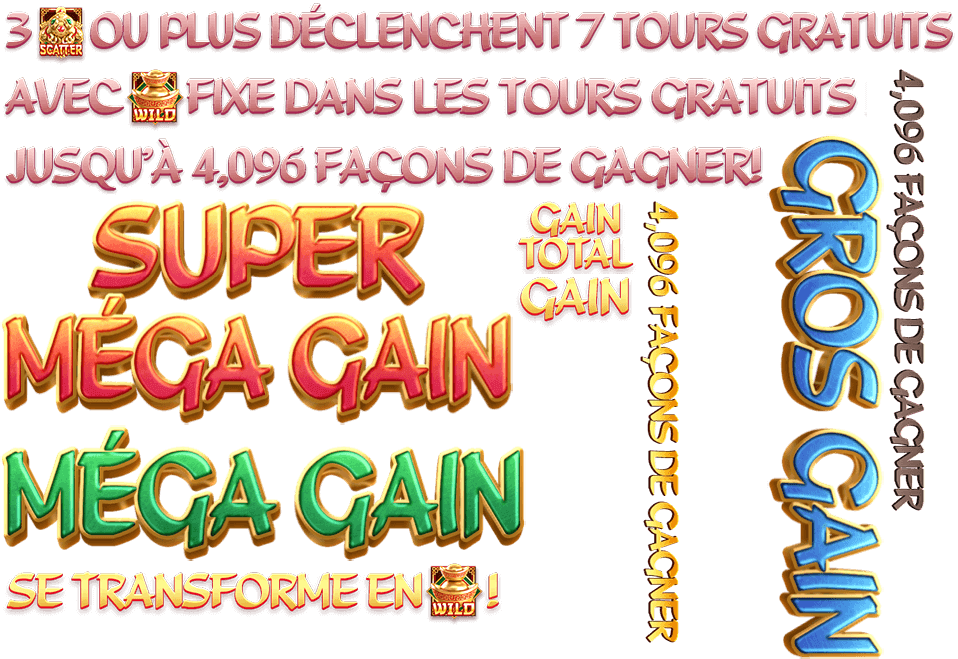 3 SCATTER OU PLUS DÉCLENCHENT 7 TOURS GRATUITS
AVEC WILD FIXE DANS LES TOURS GRATUITS
JUSQU'À 4,096 FAÇONS DE GAGNER!
SUPER
MÉGA GAIN
MÉGA GAIN
SE TRANSFORME EN WILD !
GAIN
TOTAL
GAIN
4,096 FAÇONS DE GAGNER
GROS GAIN
4,096 FAÇONS DE GAGNER